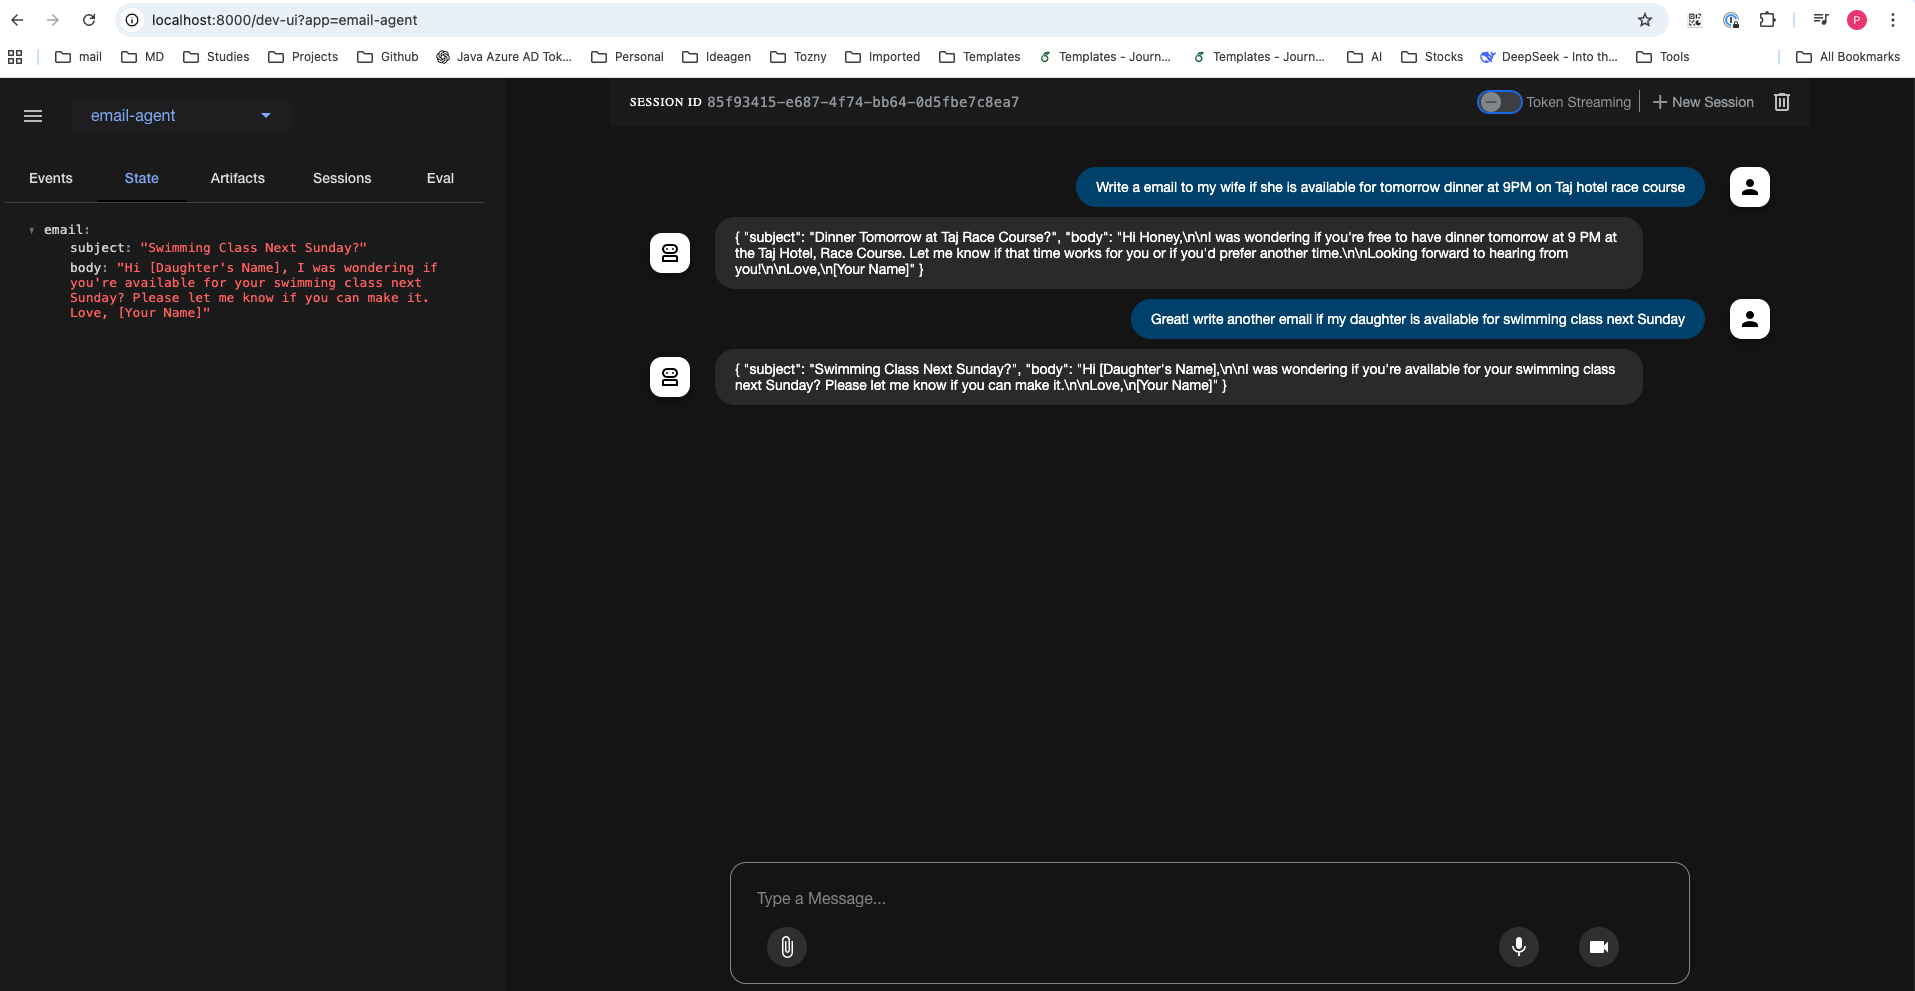 localhost:8000/dev-ui?app=email-agent
P
mail
MD
Studies
Projects
Github
Java Azure AD Tok...
Personal
Ideagen
Tozny
Imported
Templates
Templates - Journ...
Templates - Journ...
AI
Stocks
DeepSeek - Into th...
Tools
All Bookmarks
email-agent
SESSION ID 85f93415-e687-4f74-bb64-0d5fbe7c8ea7
Token Streaming
New Session
Events
State
Artifacts
Sessions
Eval
email:
subject: "Swimming Class Next Sunday?"
body: "Hi [Daughter's Name], I was wondering if
you're available for your swimming class next
Sunday? Please let me know if you can make it.
Love, [Your Name]"
Write a email to my wife if she is available for tomorrow dinner at 9PM on Taj hotel race course
{ "subject": "Dinner Tomorrow at Taj Race Course?", "body": "Hi Honey,\n\nI was wondering if you're free to have dinner tomorrow at 9 PM at
the Taj Hotel, Race Course. Let me know if that time works for you or if you'd prefer another time.\n\nLooking forward to hearing from
you!\n\nLove,\n[Your Name]" }
Great! write another email if my daughter is available for swimming class next Sunday
{ "subject": "Swimming Class Next Sunday?", "body": "Hi [Daughter's Name],\n\nI was wondering if you're available for your swimming class
next Sunday? Please let me know if you can make it.\n\nLove,\n[Your Name]" }
Type a Message...